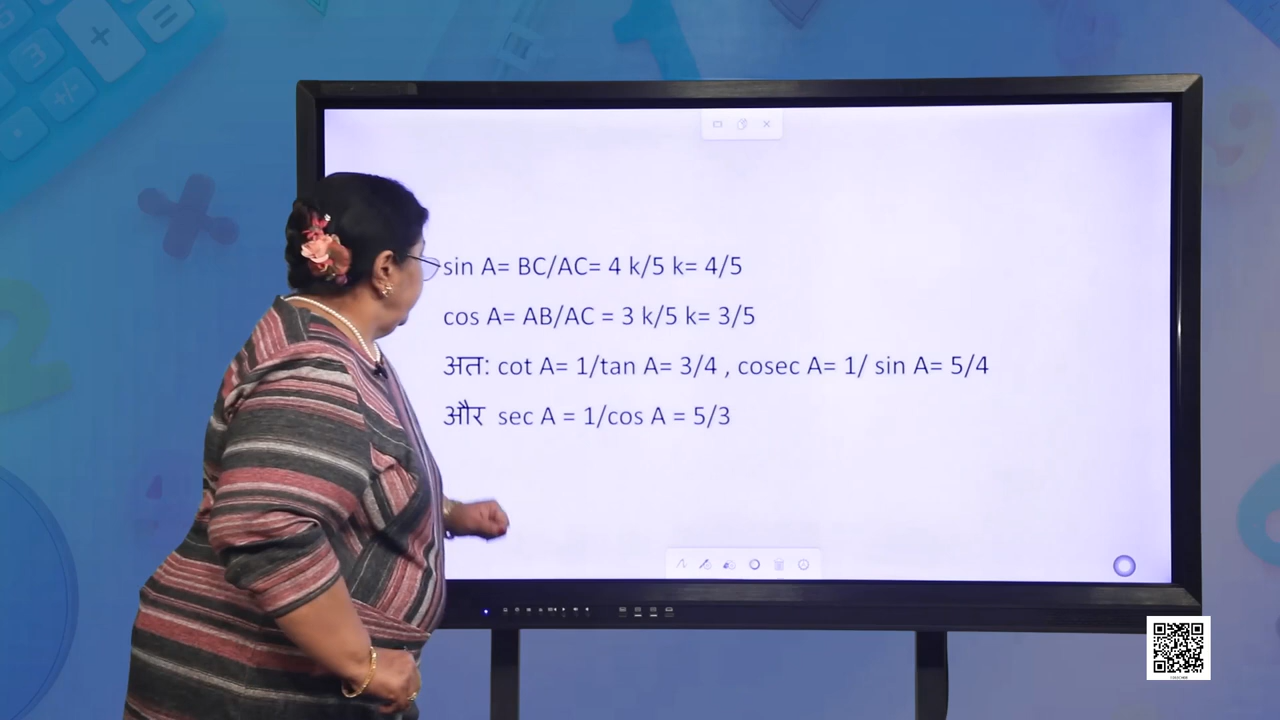 sin A= BC/AC= 4 k/5 k= 4/5
cos A= AB/AC = 3 k/5 k= 3/5
अत: cot A= 1/tan A= 3/4 , cosec A= 1/ sin A= 5/4
और sec A = 1/cos A = 5/3